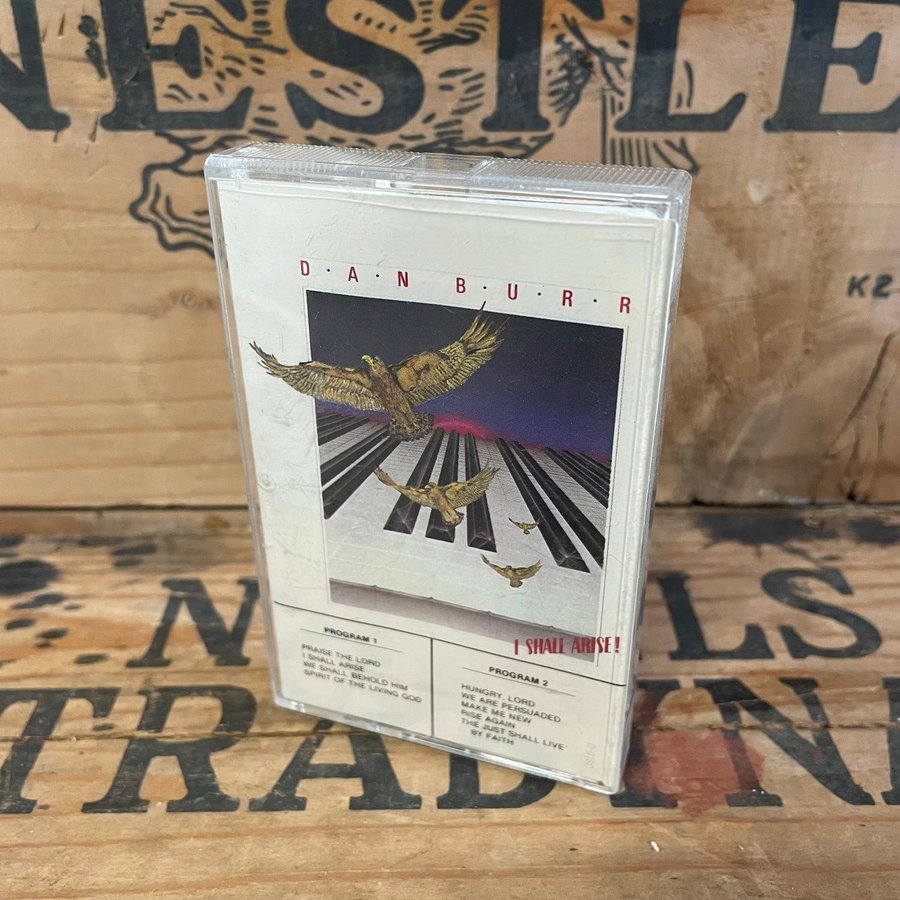 NESTLE
K2
D·A·N B·U·R·R
I SHALL ARISE!
PROGRAM 1
PRAISE THE LORD
I SHALL ARISE
WE SHALL BEHOLD HIM
SPIRIT OF THE LIVING GOD
PROGRAM 2
HUNGRY, LORD
WE ARE PERSUADED
MAKE ME NEW
RISE AGAIN
THE JUST SHALL LIVE
BY FAITH